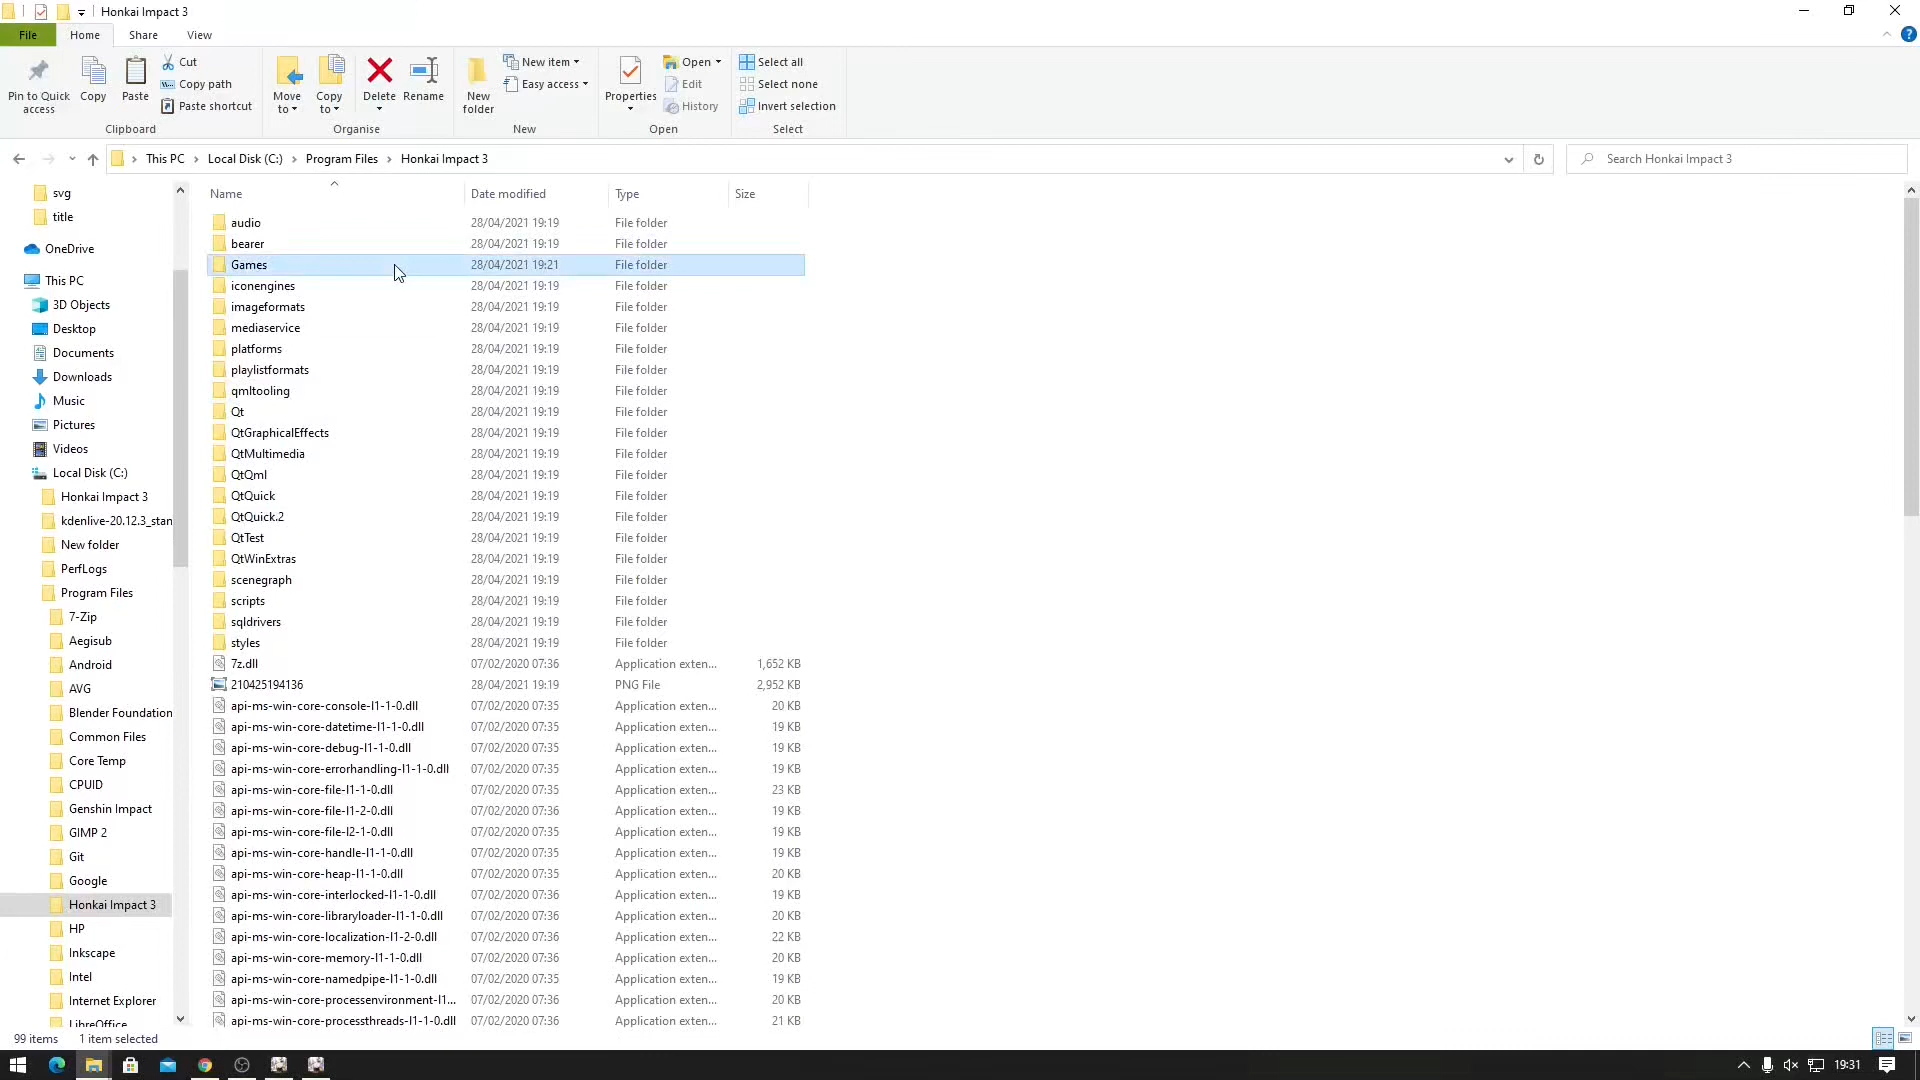 Honkai Impact 3
File Home Share View
Pin to Quick access
Copy
Paste
Cut
Copy path
Paste shortcut
Clipboard
Move to
Copy to
Delete
Rename
Organise
New folder
New item
Easy access
New
Properties
Open
Edit
History
Open
Select all
Select none
Invert selection
Select
This PC Local Disk (C:) Program Files Honkai Impact 3
Search Honkai Impact 3
svg
title
OneDrive
This PC
3D Objects
Desktop
Documents
Downloads
Music
Pictures
Videos
Local Disk (C:)
Honkai Impact 3
kdenlive-20.12.3_stan
New folder
PerfLogs
Program Files
7-Zip
Aegisub
Android
AVG
Blender Foundation
Common Files
Core Temp
CPUID
Genshin Impact
GIMP 2
Git
Google
Honkai Impact 3
HP
Inkscape
Intel
Internet Explorer
LibreOffice
Name Date modified Type Size
audio 28/04/2021 19:19 File folder
bearer 28/04/2021 19:19 File folder
Games 28/04/2021 19:21 File folder
iconengines 28/04/2021 19:19 File folder
imageformats 28/04/2021 19:19 File folder
mediaservice 28/04/2021 19:19 File folder
platforms 28/04/2021 19:19 File folder
playlistformats 28/04/2021 19:19 File folder
qmltooling 28/04/2021 19:19 File folder
Qt 28/04/2021 19:19 File folder
QtGraphicalEffects 28/04/2021 19:19 File folder
QtMultimedia 28/04/2021 19:19 File folder
QtQml 28/04/2021 19:19 File folder
QtQuick 28/04/2021 19:19 File folder
QtQuick.2 28/04/2021 19:19 File folder
QtTest 28/04/2021 19:19 File folder
QtWinExtras 28/04/2021 19:19 File folder
scenegraph 28/04/2021 19:19 File folder
scripts 28/04/2021 19:19 File folder
sqldrivers 28/04/2021 19:19 File folder
styles 28/04/2021 19:19 File folder
7z.dll 07/02/2020 07:36 Application exten... 1,652 KB
210425194136 28/04/2021 19:19 PNG File 2,952 KB
api-ms-win-core-console-l1-1-0.dll 07/02/2020 07:35 Application exten... 20 KB
api-ms-win-core-datetime-l1-1-0.dll 07/02/2020 07:35 Application exten... 19 KB
api-ms-win-core-debug-l1-1-0.dll 07/02/2020 07:35 Application exten... 19 KB
api-ms-win-core-errorhandling-l1-1-0.dll 07/02/2020 07:35 Application exten... 19 KB
api-ms-win-core-file-l1-1-0.dll 07/02/2020 07:35 Application exten... 23 KB
api-ms-win-core-file-l1-2-0.dll 07/02/2020 07:36 Application exten... 19 KB
api-ms-win-core-file-l2-1-0.dll 07/02/2020 07:35 Application exten... 19 KB
api-ms-win-core-handle-l1-1-0.dll 07/02/2020 07:35 Application exten... 19 KB
api-ms-win-core-heap-l1-1-0.dll 07/02/2020 07:35 Application exten... 20 KB
api-ms-win-core-interlocked-l1-1-0.dll 07/02/2020 07:36 Application exten... 19 KB
api-ms-win-core-libraryloader-l1-1-0.dll 07/02/2020 07:36 Application exten... 20 KB
api-ms-win-core-localization-l1-2-0.dll 07/02/2020 07:36 Application exten... 22 KB
api-ms-win-core-memory-l1-1-0.dll 07/02/2020 07:36 Application exten... 20 KB
api-ms-win-core-namedpipe-l1-1-0.dll 07/02/2020 07:35 Application exten... 19 KB
api-ms-win-core-processenvironment-l1... 07/02/2020 07:36 Application exten... 20 KB
api-ms-win-core-processthreads-l1-1-0.dll 07/02/2020 07:36 Application exten... 21 KB
99 items 1 item selected
19:31